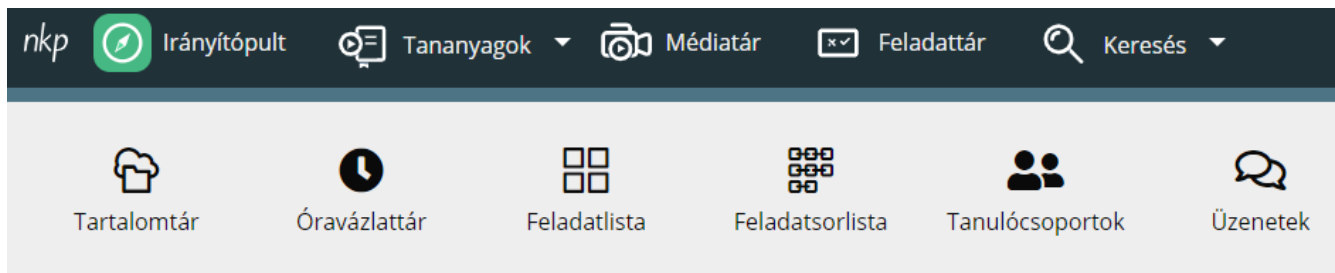 nkp Irányítópult Tananyagok Médiatár Feladattár Keresés
Tartalomtár Óravázlattár Feladatlista Feladatsorlista Tanulócsoportok Üzenetek